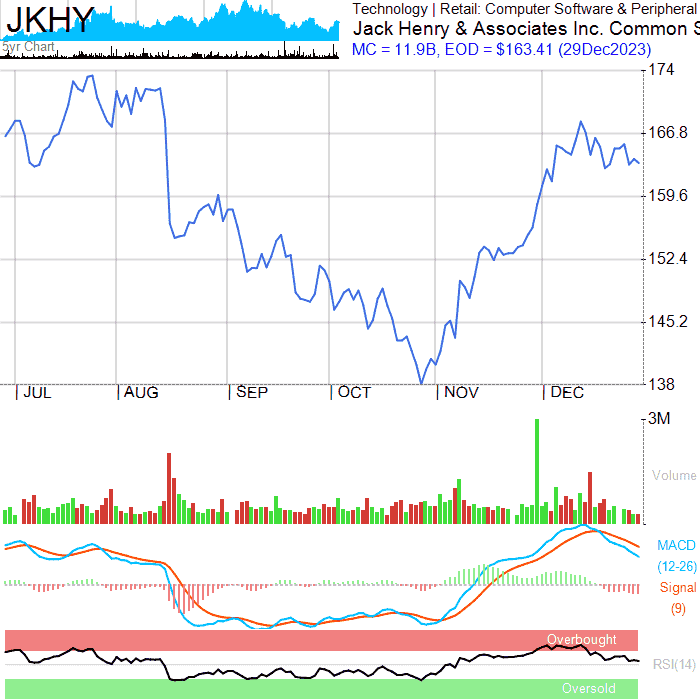 JKHY
5yr Chart
Technology | Retail: Computer Software & Peripheral
Jack Henry & Associates Inc. Common S
MC = 11.9B, EOD = $163.41 (29Dec2023)
174
166.8
159.6
152.4
145.2
138
JUL AUG SEP OCT NOV DEC
3M
Volume
MACD
(12-26)
Signal
(9)
Overbought
RSI(14)
Oversold